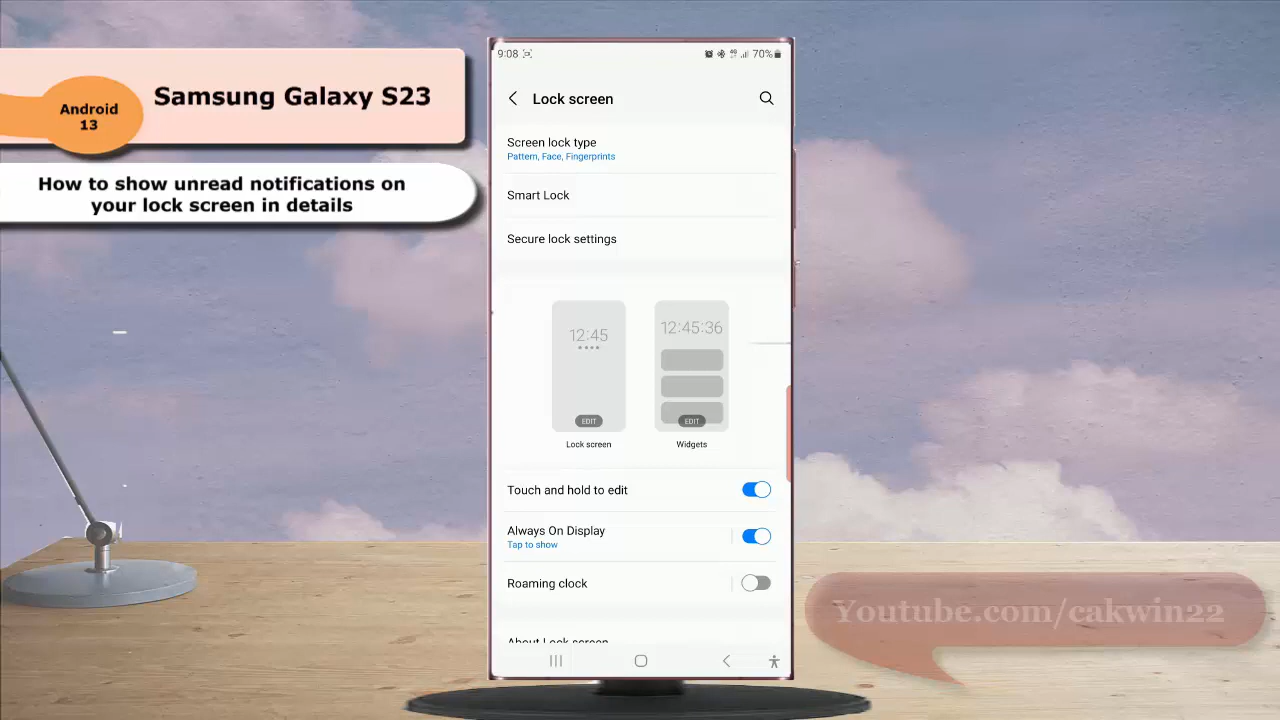 Samsung Galaxy S23
Android
13
How to show unread notifications on
your lock screen in details
9:08
70%
Lock screen
Screen lock type
Pattern, Face, Fingerprints
Smart Lock
Secure lock settings
12:45
12:45:36
EDIT
EDIT
Lock screen
Widgets
Touch and hold to edit
Always On Display
Tap to show
Roaming clock
About Lock screen
Youtube.com/cakwin22